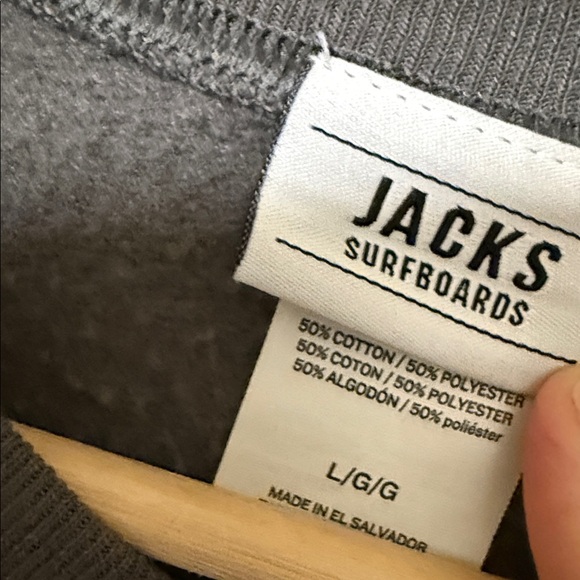 JACKS
SURFBOARDS
50% COTTON / 50% POLYESTER
50% COTON / 50% POLYESTER
50% ALGODÓN / 50% poliéster
L/G/G
MADE IN EL SALVADOR